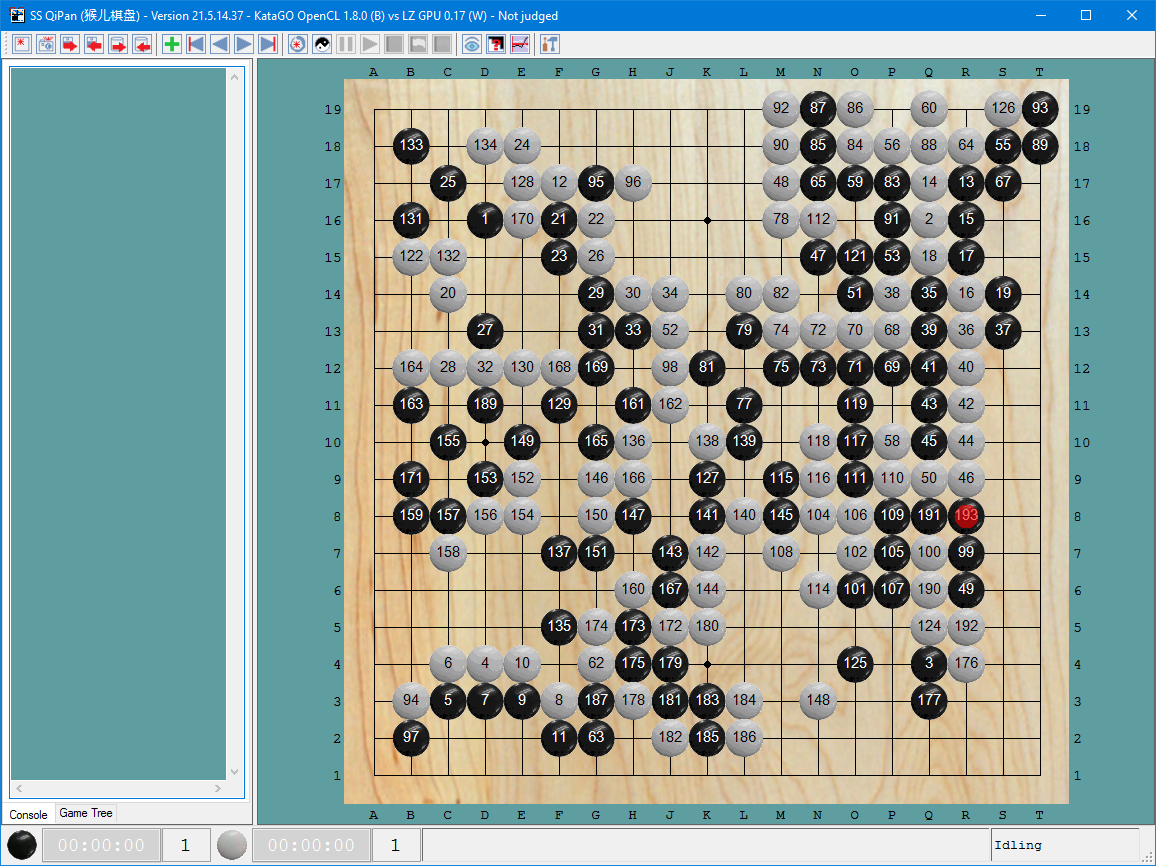 SS QiPan (猴儿棋盘) - Version 21.5.14.37 - KataGO OpenCL 1.8.0 (B) vs LZ GPU 0.17 (W) - Not judged
A B C D E F G H J K L M N O P Q R S T
19 92 87 86 60 126 93 19
18 133 134 24 90 85 84 56 88 64 55 89 18
17 25 128 12 95 96 48 65 59 83 14 13 67 17
16 131 1 170 21 22 78 112 91 2 15 16
15 122 132 23 26 47 121 53 18 17 15
14 20 29 30 34 80 82 51 38 35 16 19 14
13 27 31 33 52 79 74 72 70 68 39 36 37 13
12 164 28 32 130 168 169 98 81 75 73 71 69 41 40 12
11 163 189 129 161 162 77 119 43 42 11
10 155 149 165 136 138 139 118 117 58 45 44 10
9 171 153 152 146 166 127 115 116 111 110 50 46 9
8 159 157 156 154 150 147 141 140 145 104 106 109 191 193 8
7 158 137 151 143 142 108 102 105 100 99 7
6 160 167 144 114 101 107 190 49 6
5 135 174 173 172 180 124 192 5
4 6 4 10 62 175 179 125 3 176 4
3 94 5 7 9 8 187 178 181 183 184 148 177 3
2 97 11 63 182 185 186 2
1 1
A B C D E F G H J K L M N O P Q R S T
Console Game Tree
00:00:00 1 00:00:00 1 Idling